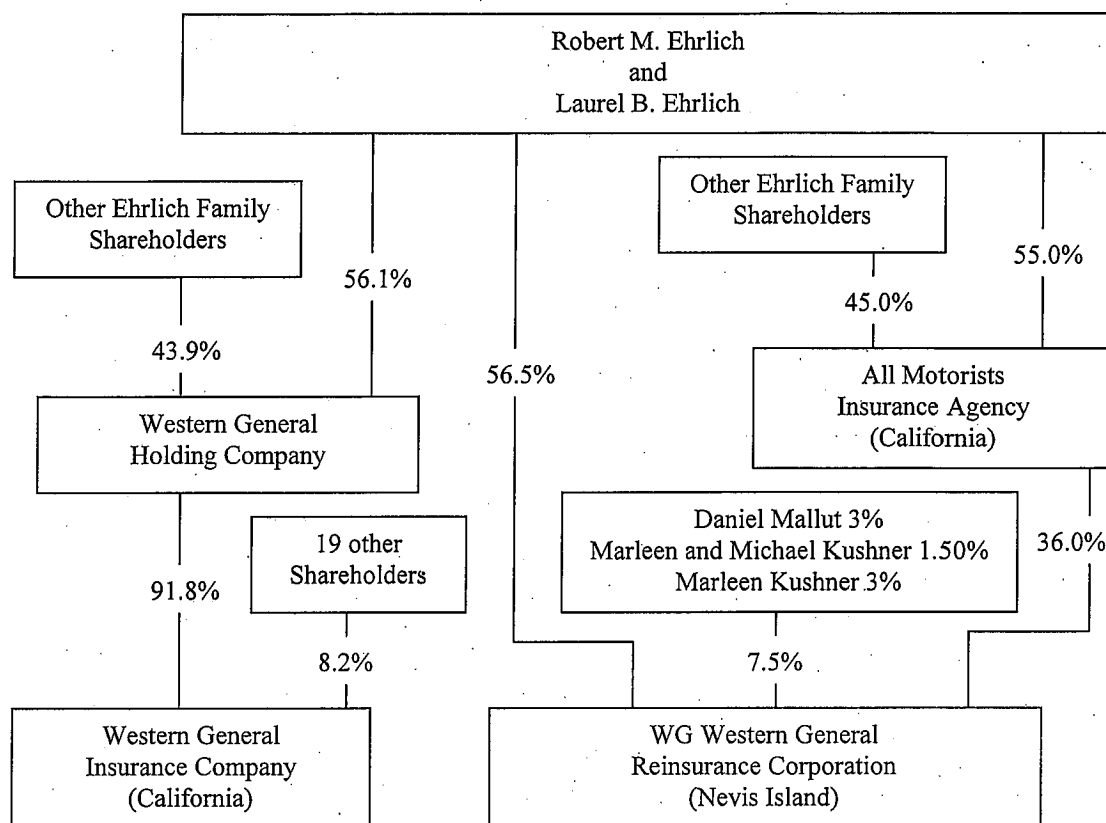 Robert M. Ehrlich
and
Laurel B. Ehrlich
Other Ehrlich Family
Shareholders
Other Ehrlich Family
Shareholders
56.1%
55.0%
45.0%
43.9%
56.5%
Western General
Holding Company
All Motorists
Insurance Agency
(California)
19 other
Shareholders
Daniel Mallut 3%
Marleen and Michael Kushner 1.50%
Marleen Kushner 3%
36.0%
91.8%
8.2%
7.5%
Western General
Insurance Company
(California)
WG Western General
Reinsurance Corporation
(Nevis Island)